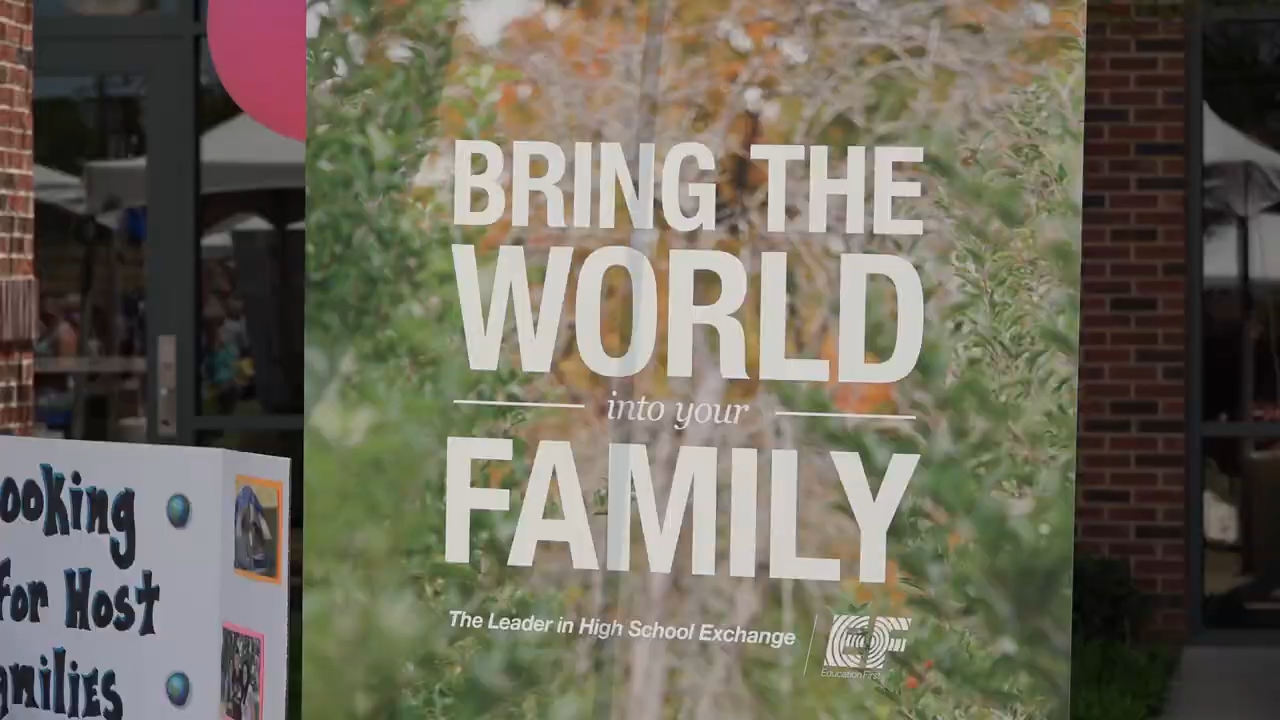 BRING THE
WORLD
into your
FAMILY
The Leader in High School Exchange
EF
Education First
ooking
for Host
amilies